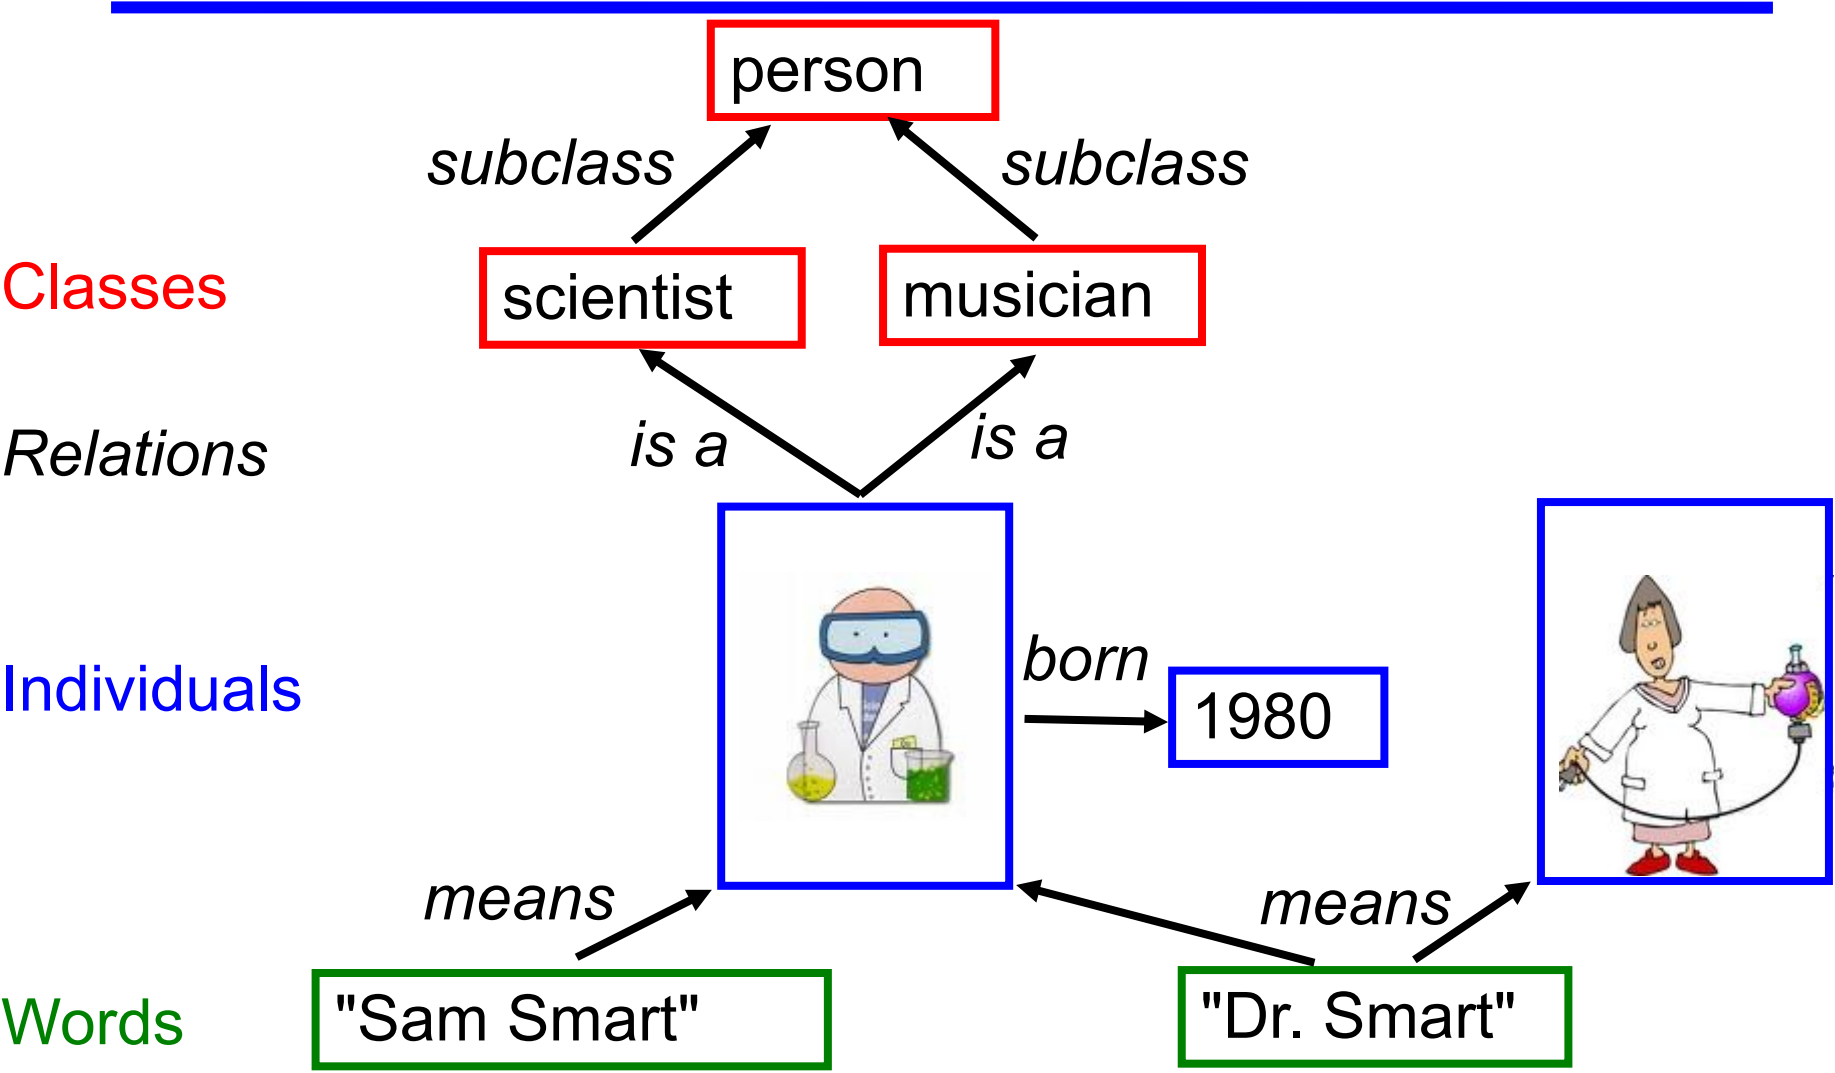 person
subclass
subclass
Classes
scientist
musician
Relations
is a
is a
Individuals
born
1980
means
means
Words
"Sam Smart"
"Dr. Smart"